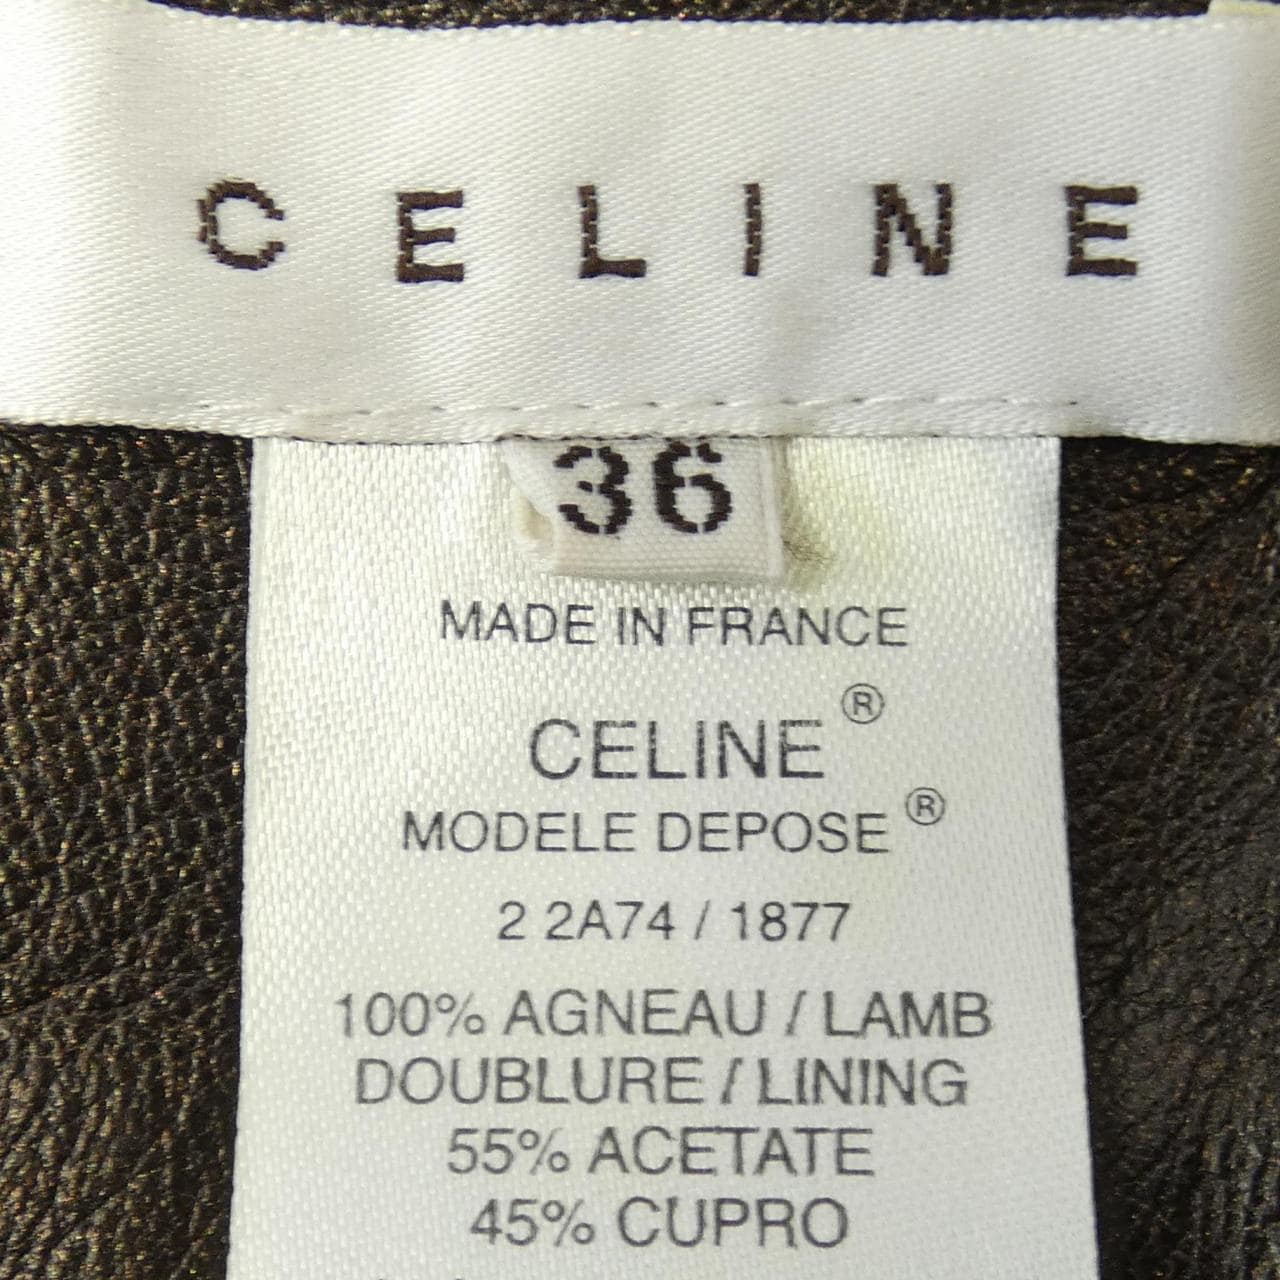 CELINE
36
MADE IN FRANCE
CELINE®
MODELE DEPOSE®
2 2A74 / 1877
100% AGNEAU / LAMB
DOUBLURE / LINING
55% ACETATE
45% CUPRO